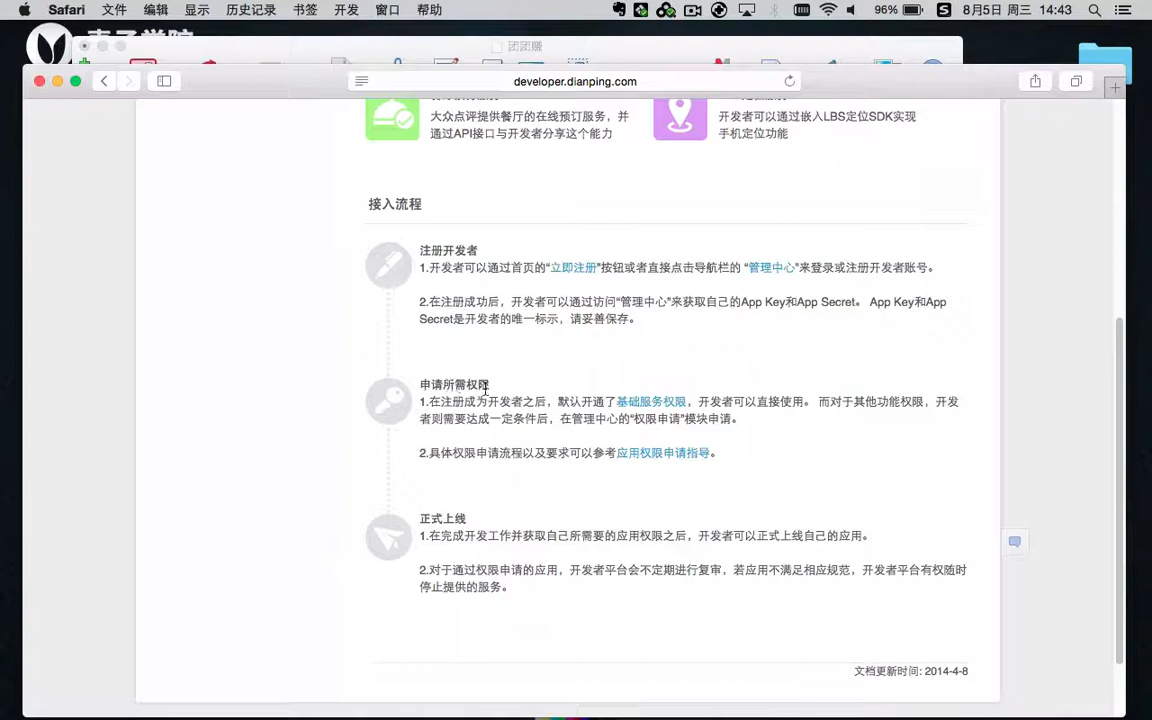 Safari 文件 编辑 显示 历史记录 书签 开发 窗口 帮助 96% 8月5日 周三 14:43
团团赚
developer.dianping.com
大众点评提供餐厅的在线预订服务，并
通过API接口与开发者分享这个能力
开发者可以通过嵌入LBS定位SDK实现
手机定位功能
接入流程
注册开发者
1.开发者可以通过首页的“立即注册”按钮或者直接点击导航栏的 “管理中心”来登录或注册开发者账号。
2.在注册成功后，开发者可以通过访问“管理中心”来获取自己的App Key和App Secret。 App Key和App
Secret是开发者的唯一标示，请妥善保存。
申请所需权限
1.在注册成为开发者之后，默认开通了基础服务权限，开发者可以直接使用。 而对于其他功能权限，开发
者则需要达成一定条件后，在管理中心的“权限申请”模块申请。
2.具体权限申请流程以及要求可以参考应用权限申请指导。
正式上线
1.在完成开发工作并获取自己所需要的应用权限之后，开发者可以正式上线自己的应用。
2.对于通过权限申请的应用，开发者平台会不定期进行复审，若应用不满足相应规范，开发者平台有权随时
停止提供的服务。
文档更新时间: 2014-4-8